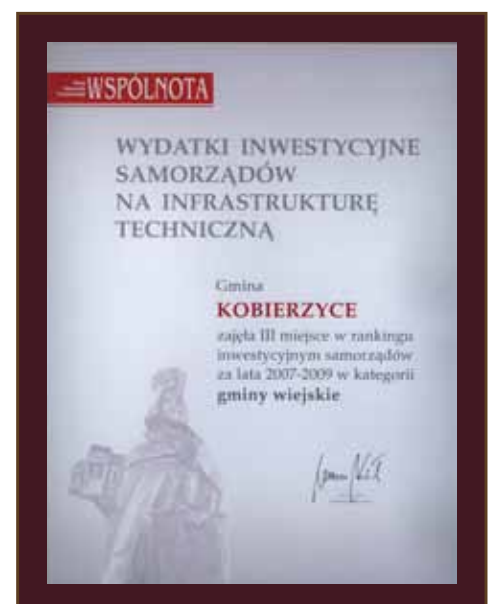 WSPÓLNOTA
WYDATKI INWESTYCYJNE
SAMORZĄDÓW
NA INFRASTRUKTURĘ
TECHNICZNĄ
Gmina
KOBIERZYCE
zajęła III miejsce w rankingu
inwestycyjnym samorządów
za lata 2007-2009 w kategorii
gminy wiejskie